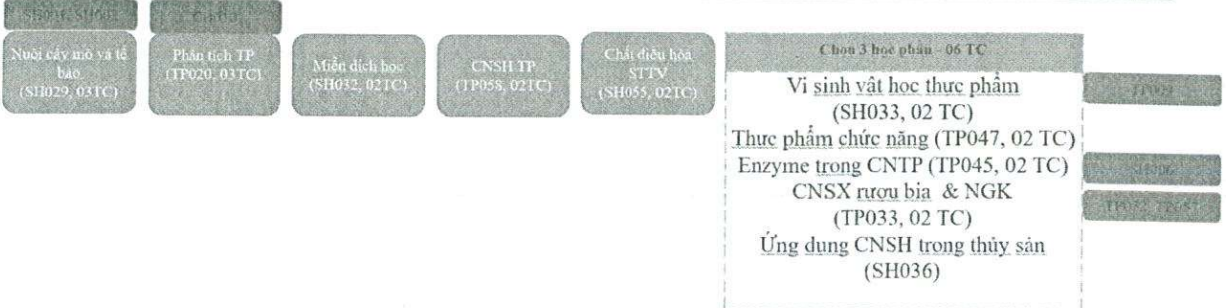 Nuôi cấy mô và tế
bào
(SH029, 03TC)
Phân tích TP
(TP020, 03TC)
Miễn dịch học
(SH032, 02TC)
CNSH TP
(TP058, 02TC)
Chất điều hòa
STTV
(SH055, 02TC)
Chọn 3 học phần - 06 TC
Vi sinh vật học thực phẩm
(SH033, 02 TC)
Thực phẩm chức năng (TP047, 02 TC)
Enzyme trong CNTP (TP045, 02 TC)
CNSX rượu bia & NGK
(TP033, 02 TC)
Ứng dụng CNSH trong thủy sản
(SH036)